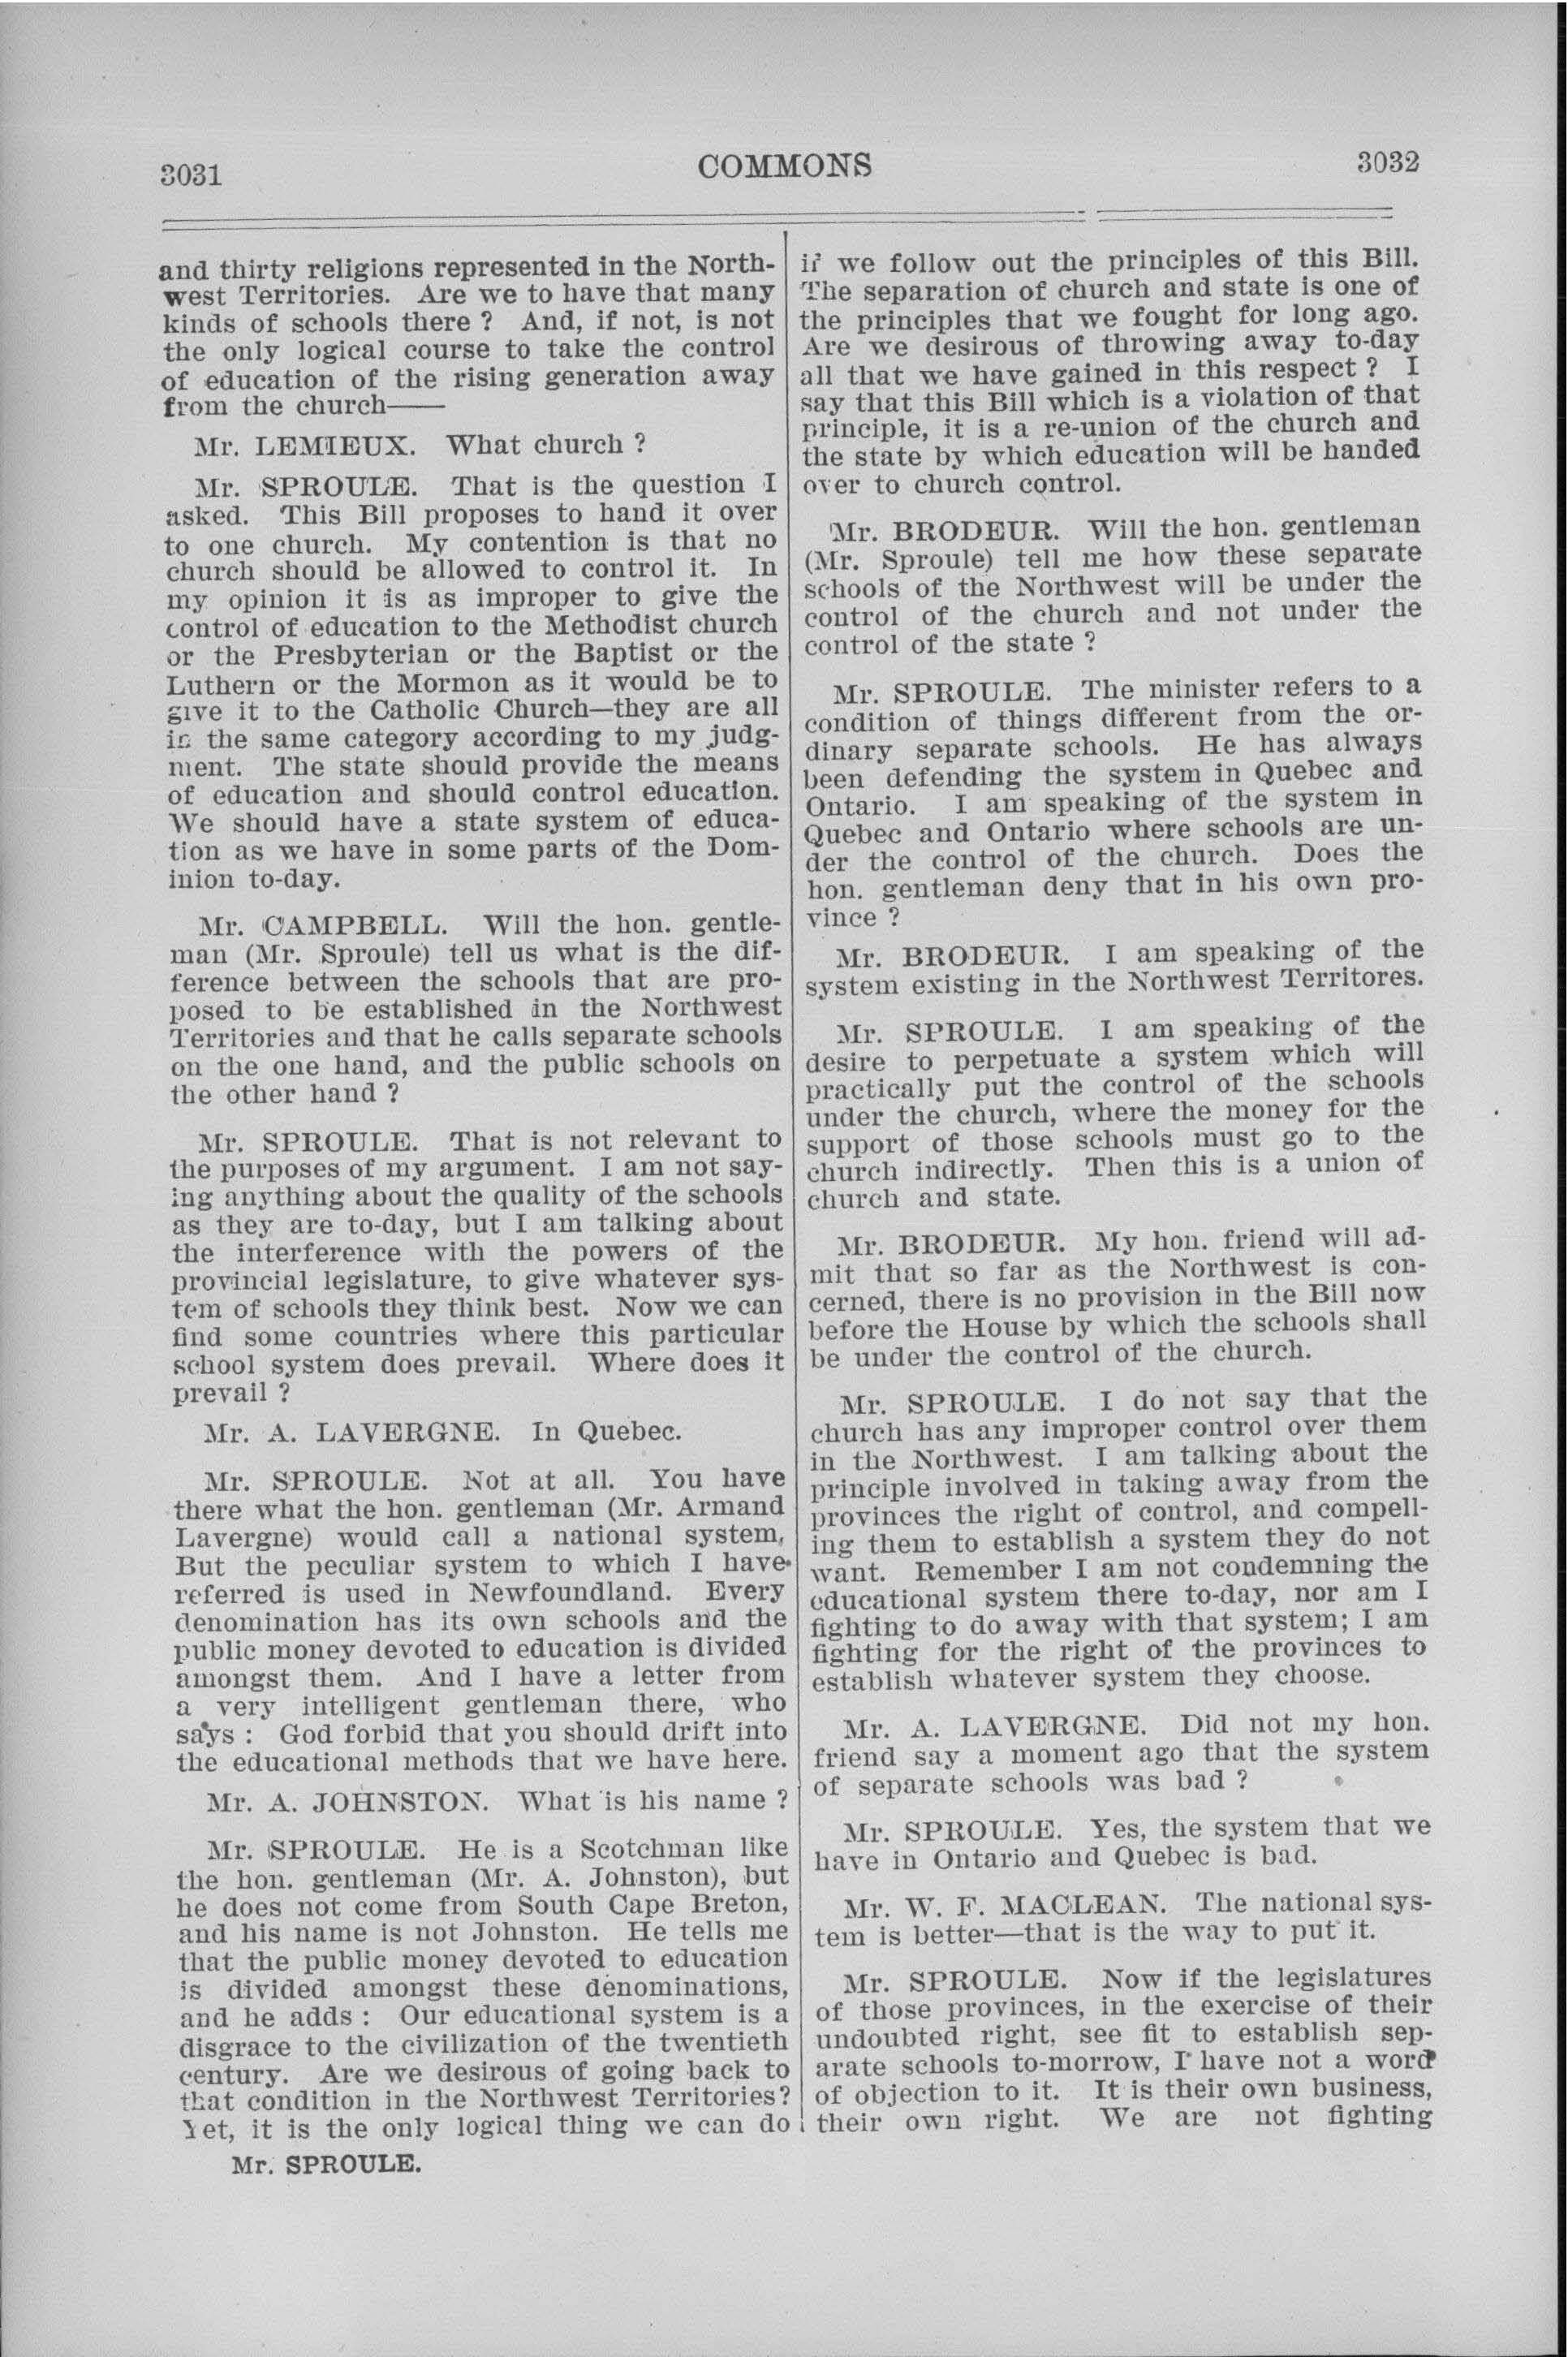 3031
COMMONS
3032
and thirty religions represented in the North-
west Territories. Are we to have that many
kinds of schools there ? And, if not, is not
the only logical course to take the control
of education of the rising generation away
from the church——
Mr. LEMIEUX. What church ?
Mr. SPROULE. That is the question I
asked. This Bill proposes to hand it over
to one church. My contention is that no
church should be allowed to control it. In
my opinion it is as improper to give the
control of education to the Methodist church
or the Presbyterian or the Baptist or the
Luthern or the Mormon as it would be to
give it to the Catholic Church—they are all
in the same category according to my judg-
ment. The state should provide the means
of education and should control education.
We should have a state system of educa-
tion as we have in some parts of the Dom-
inion to-day.
Mr. CAMPBELL. Will the hon. gentle-
man (Mr. Sproule) tell us what is the dif-
ference between the schools that are pro-
posed to be established in the Northwest
Territories and that he calls separate schools
on the one hand, and the public schools on
the other hand ?
Mr. SPROULE. That is not relevant to
the purposes of my argument. I am not say-
ing anything about the quality of the schools
as they are to-day, but I am talking about
the interference with the powers of the
provincial legislature, to give whatever sys-
tem of schools they think best. Now we can
find some countries where this particular
school system does prevail. Where does it
prevail ?
Mr. A. LAVERGNE. In Quebec.
Mr. SPROULE. Not at all. You have
there what the hon. gentleman (Mr. Armand
Lavergne) would call a national system.
But the peculiar system to which I have
referred is used in Newfoundland. Every
denomination has its own schools and the
public money devoted to education is divided
amongst them. And I have a letter from
a very intelligent gentleman there, who
says : God forbid that you should drift into
the educational methods that we have here.
Mr. A. JOHNSTON. What is his name ?
Mr. SPROULE. He is a Scotchman like
the hon. gentleman (Mr. A. Johnston), but
he does not come from South Cape Breton,
and his name is not Johnston. He tells me
that the public money devoted to education
is divided amongst these denominations,
and he adds : Our educational system is a
disgrace to the civilization of the twentieth
century. Are we desirous of going back to
that condition in the Northwest Territories?
Yet, it is the only logical thing we can do
Mr. SPROULE.
if we follow out the principles of this Bill.
The separation of church and state is one of
the principles that we fought for long ago.
Are we desirous of throwing away to-day
all that we have gained in this respect ? I
say that this Bill which is a violation of that
principle, it is a re-union of the church and
the state by which education will be handed
over to church control.
Mr. BRODEUR. Will the hon. gentleman
(Mr. Sproule) tell me how these separate
schools of the Northwest will be under the
control of the church and not under the
control of the state ?
Mr. SPROULE. The minister refers to a
condition of things different from the or-
dinary separate schools. He has always
been defending the system in Quebec and
Ontario. I am speaking of the system in
Quebec and Ontario where schools are un-
der the control of the church. Does the
hon. gentleman deny that in his own pro-
vince ?
Mr. BRODEUR. I am speaking of the
system existing in the Northwest Territores.
Mr. SPROULE. I am speaking of the
desire to perpetuate a system which will
practically put the control of the schools
under the church, where the money for the
support of those schools must go to the
church indirectly. Then this is a union of
church and state.
Mr. BRODEUR. My hon. friend will ad-
mit that so far as the Northwest is con-
cerned, there is no provision in the Bill now
before the House by which the schools shall
be under the control of the church.
Mr. SPROULE. I do not say that the
church has any improper control over them
in the Northwest. I am talking about the
principle involved in taking away from the
provinces the right of control, and compell-
ing them to establish a system they do not
want. Remember I am not condemning the
educational system there to-day, nor am I
fighting to do away with that system; I am
fighting for the right of the provinces to
establish whatever system they choose.
Mr. A. LAVERGNE. Did not my hon.
friend say a moment ago that the system
of separate schools was bad ?
Mr. SPROULE. Yes, the system that we
have in Ontario and Quebec is bad.
Mr. W. F. MACLEAN. The national sys-
tem is better—that is the way to put it.
Mr. SPROULE. Now if the legislatures
of those provinces, in the exercise of their
undoubted right, see fit to establish sep-
arate schools to-morrow, I have not a word
of objection to it. It is their own business,
their own right. We are not fighting